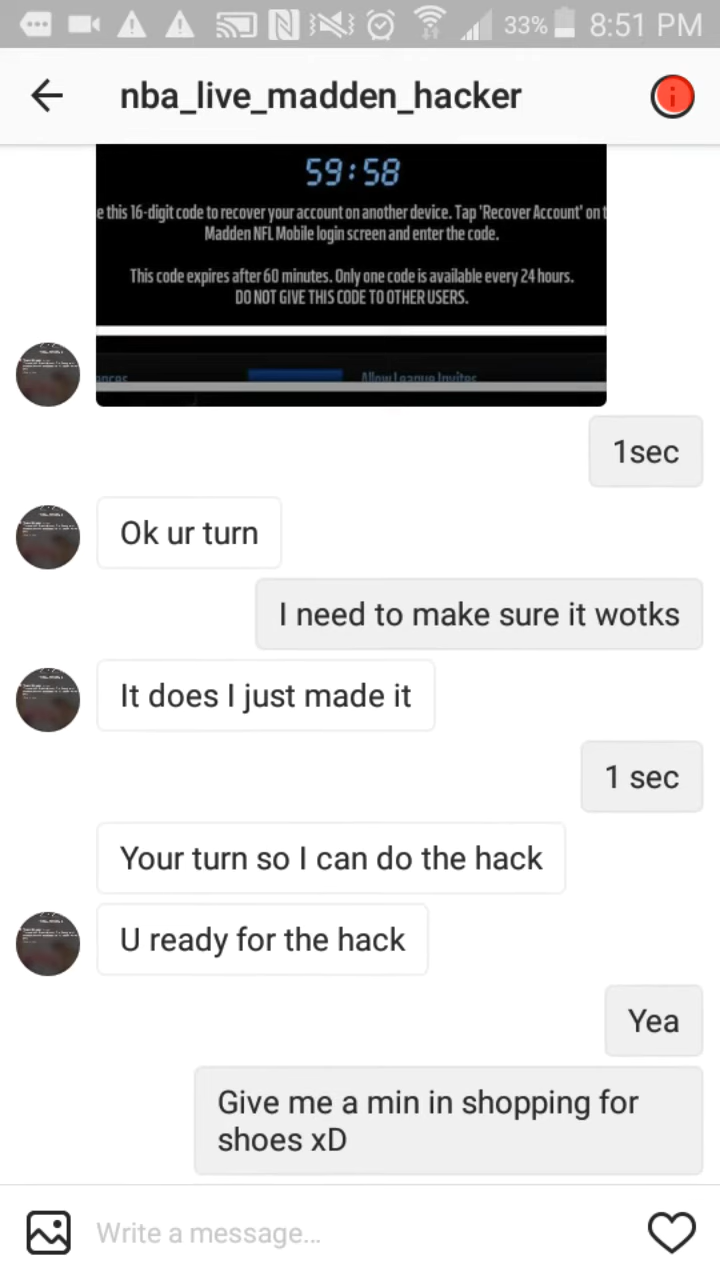 33% 8:51 PM
nba_live_madden_hacker
59:58
e this 16-digit code to recover your account on another device. Tap 'Recover Account' on t
Madden NFL Mobile login screen and enter the code.
This code expires after 60 minutes. Only one code is available every 24 hours.
DO NOT GIVE THIS CODE TO OTHER USERS.
ences Allow League Invites
1sec
Ok ur turn
I need to make sure it wotks
It does I just made it
1 sec
Your turn so I can do the hack
U ready for the hack
Yea
Give me a min in shopping for
shoes xD
Write a message...